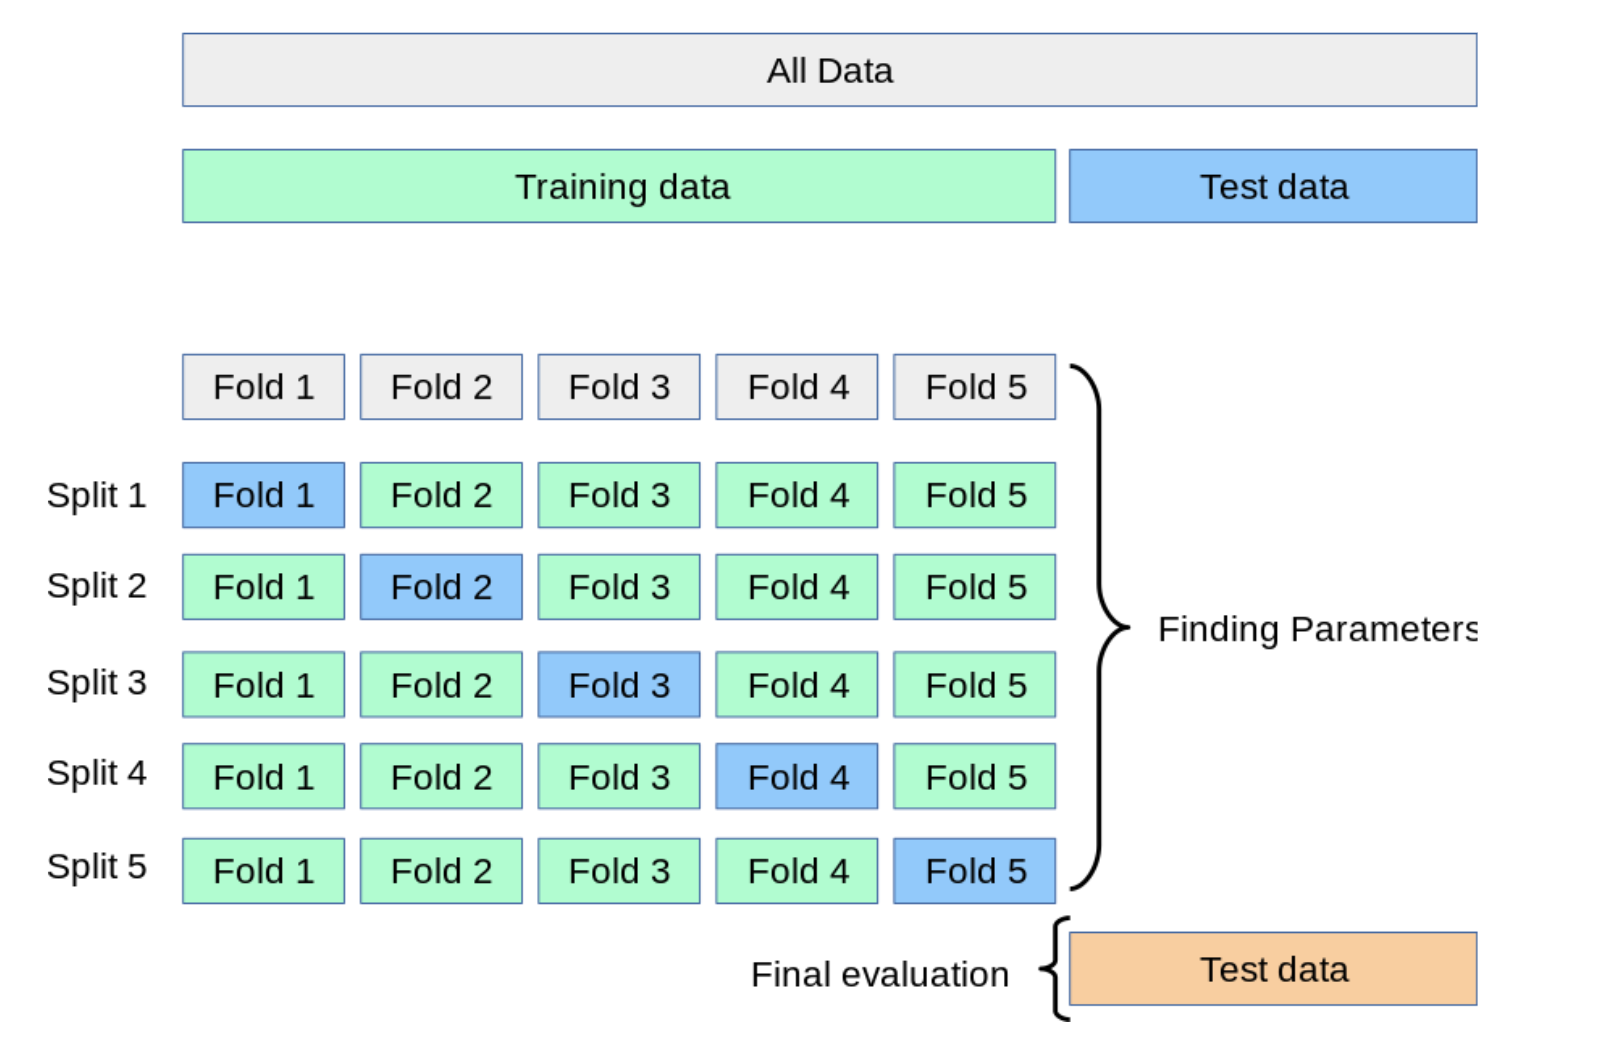 All Data
Training data Test data
Fold 1 Fold 2 Fold 3 Fold 4 Fold 5
Split 1 Fold 1 Fold 2 Fold 3 Fold 4 Fold 5
Split 2 Fold 1 Fold 2 Fold 3 Fold 4 Fold 5
Finding Parameters
Split 3 Fold 1 Fold 2 Fold 3 Fold 4 Fold 5
Split 4 Fold 1 Fold 2 Fold 3 Fold 4 Fold 5
Split 5 Fold 1 Fold 2 Fold 3 Fold 4 Fold 5
Final evaluation Test data